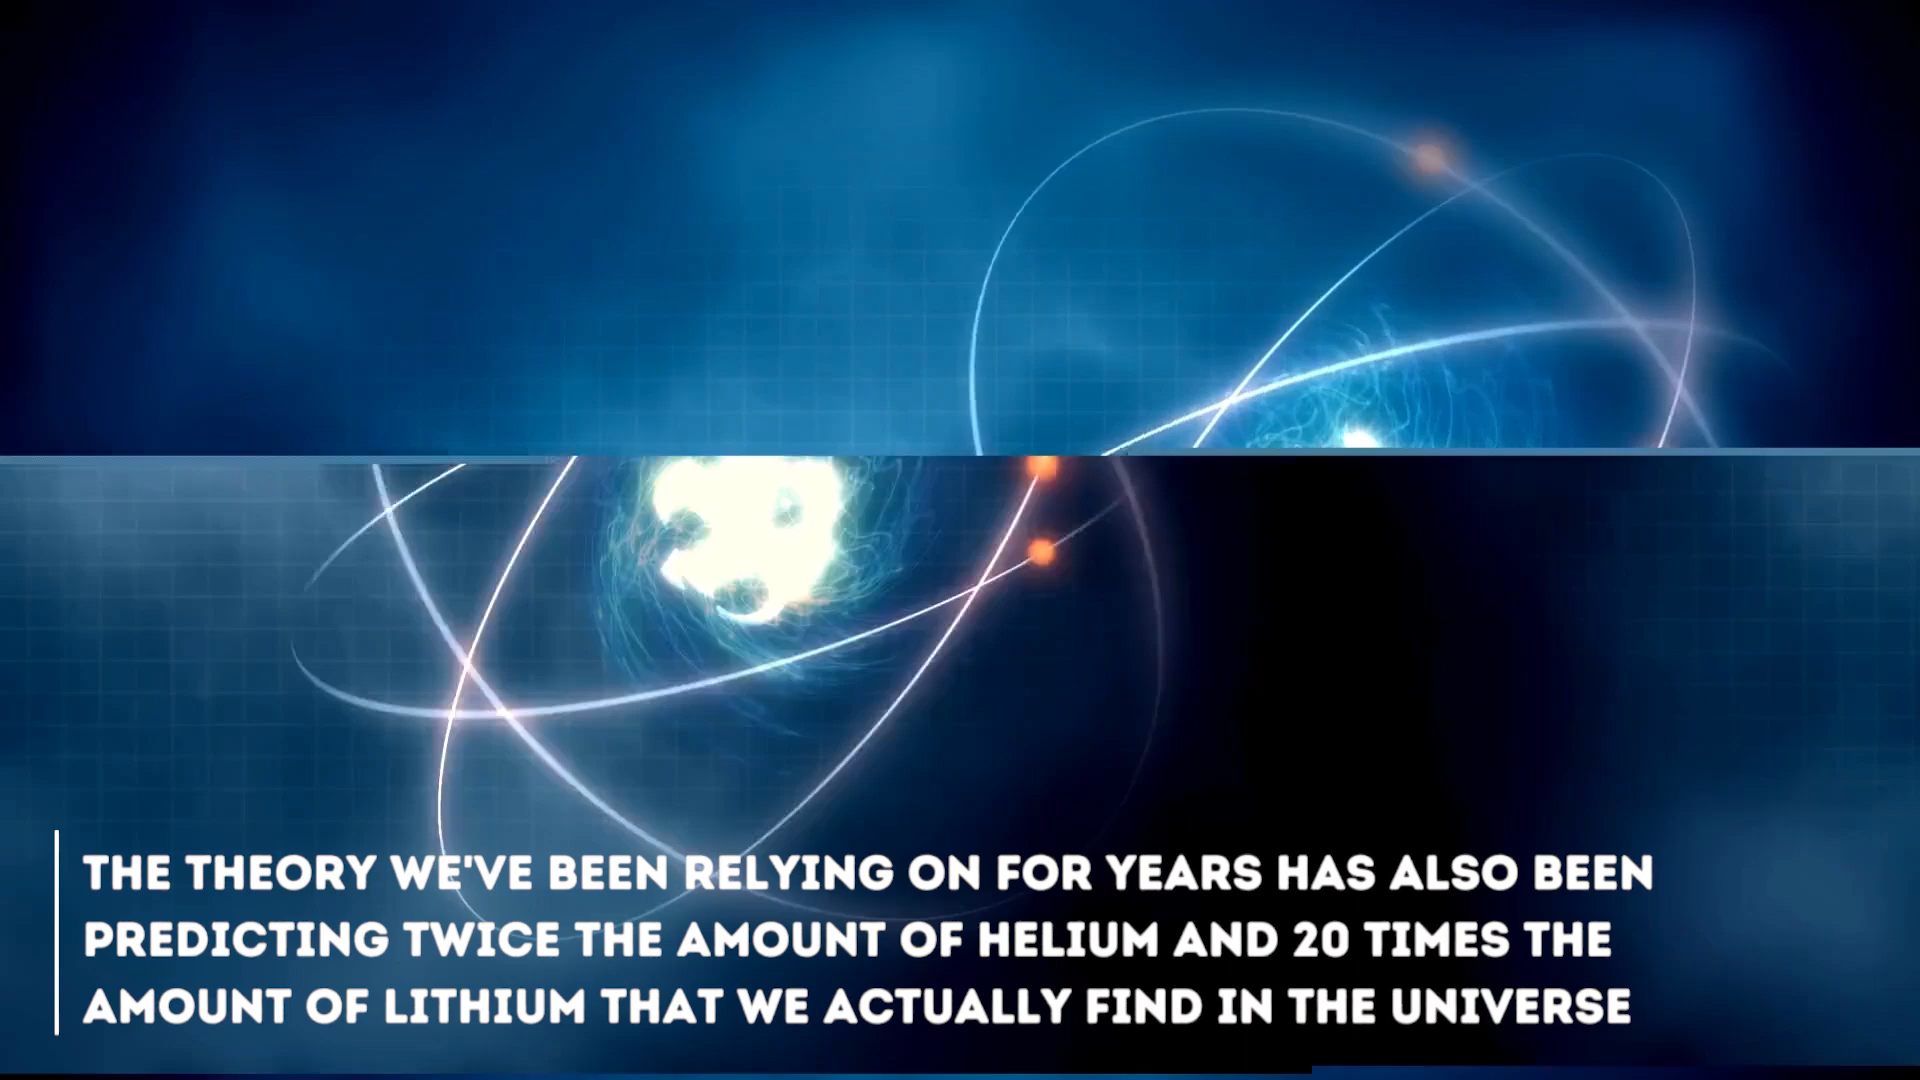 THE THEORY WE'VE BEEN RELYING ON FOR YEARS HAS ALSO BEEN
PREDICTING TWICE THE AMOUNT OF HELIUM AND 20 TIMES THE
AMOUNT OF LITHIUM THAT WE ACTUALLY FIND IN THE UNIVERSE